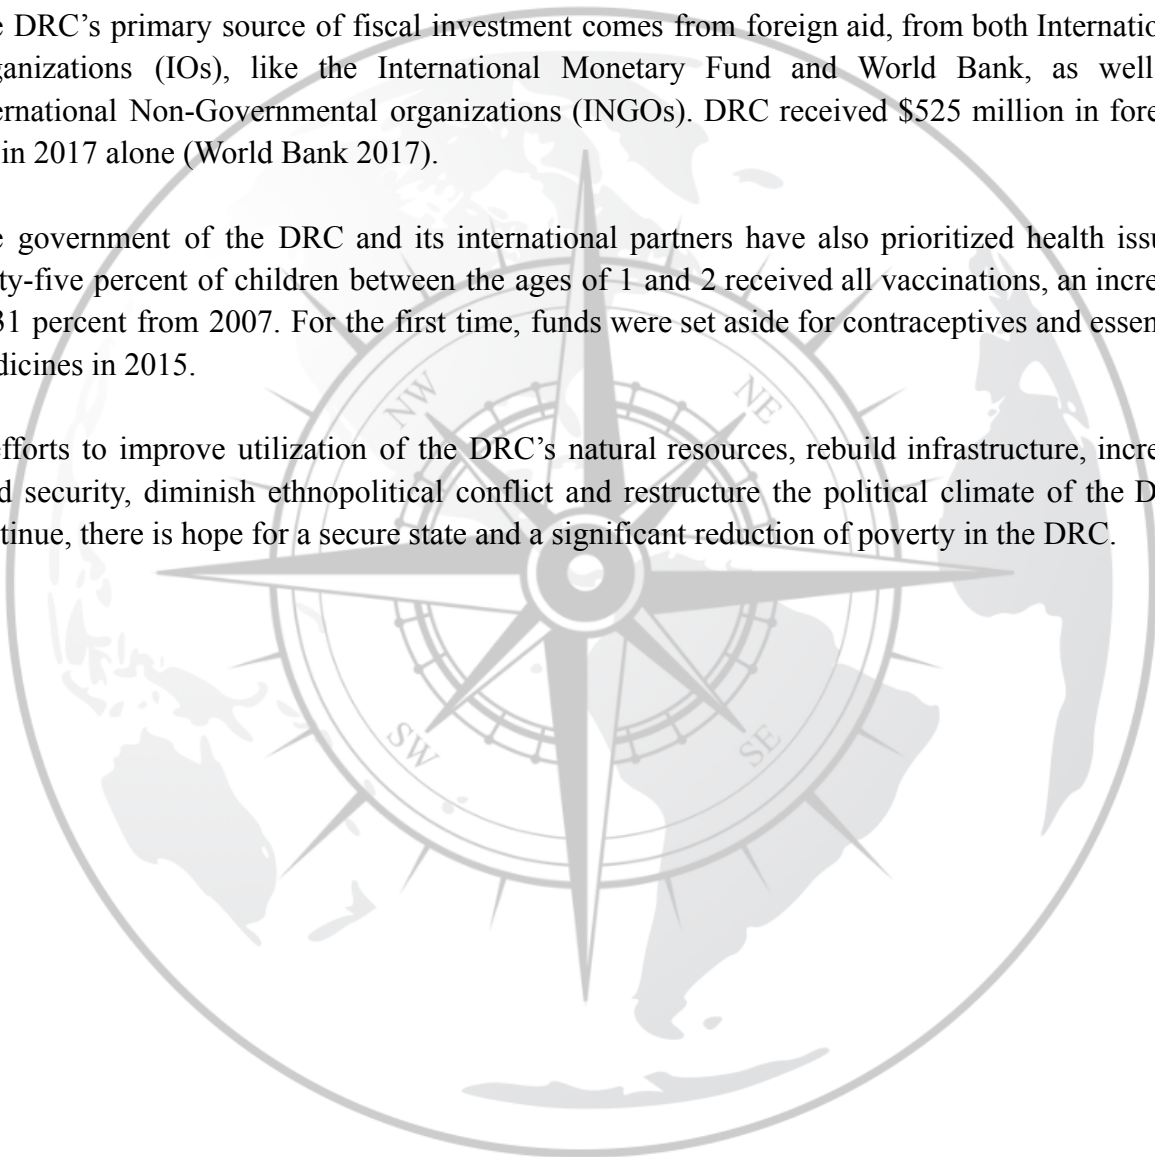 DRC’s primary source of fiscal investment comes from foreign aid, from both Internatio
ganizations (IOs), like the International Monetary Fund and World Bank, as well
ernational Non-Governmental organizations (INGOs). DRC received $525 million in fore
in 2017 alone (World Bank 2017).
government of the DRC and its international partners have also prioritized health issu
ty-five percent of children between the ages of 1 and 2 received all vaccinations, an incre
31 percent from 2007. For the first time, funds were set aside for contraceptives and essen
dicines in 2015.
efforts to improve utilization of the DRC’s natural resources, rebuild infrastructure, incre
d security, diminish ethnopolitical conflict and restructure the political climate of the D
tinue, there is hope for a secure state and a significant reduction of poverty in the DRC.
NW
NE
SW
SE